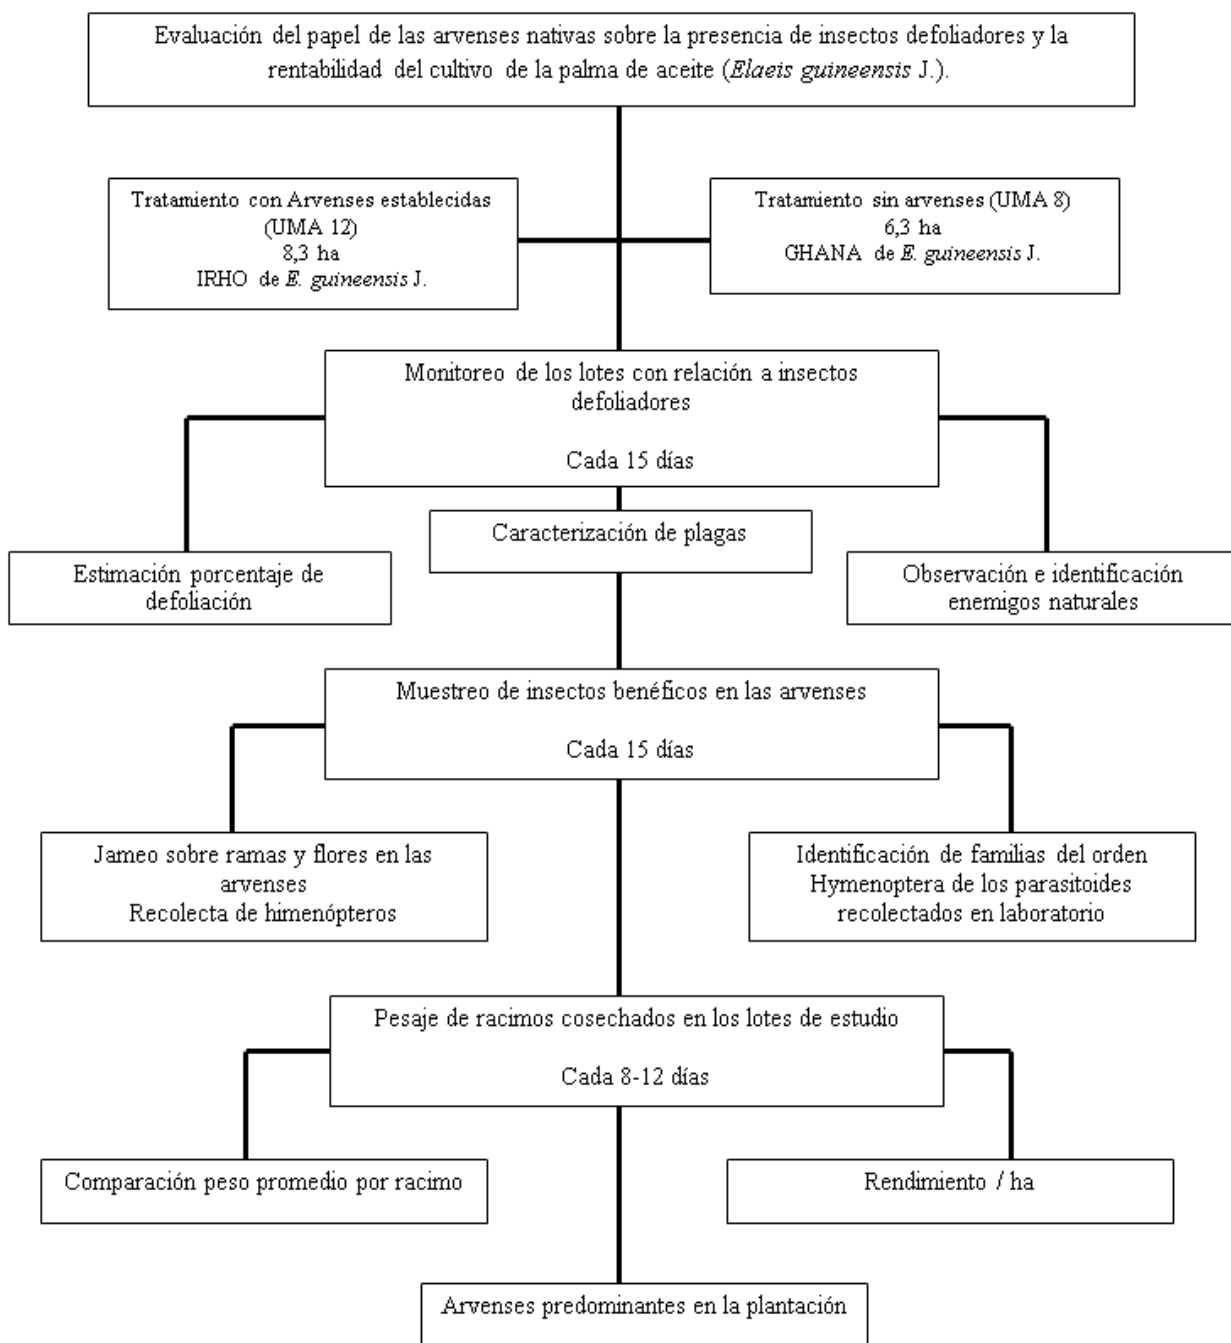 Evaluación del papel de las arvenses nativas sobre la presencia de insectos defoliadores y la
rentabilidad del cultivo de la palma de aceite (Elaeis guineensis J.).
Tratamiento con Arvenses establecidas
(UMA 12)
8,3 ha
IRHO de E. guineensis J.
Tratamiento sin arvenses (UMA 8)
6,3 ha
GHANA de E. guineensis J.
Monitoreo de los lotes con relación a insectos
defoliadores
Cada 15 días
Caracterización de plagas
Estimación porcentaje de
defoliación
Observación e identificación
enemigos naturales
Muestreo de insectos benéficos en las arvenses
Cada 15 días
Jameo sobre ramas y flores en las
arvenses
Recolecta de himenópteros
Identificación de familias del orden
Hymenoptera de los parasitoides
recolectados en laboratorio
Pesaje de racimos cosechados en los lotes de estudio
Cada 8-12 días
Comparación peso promedio por racimo
Rendimiento / ha
Arvenses predominantes en la plantación